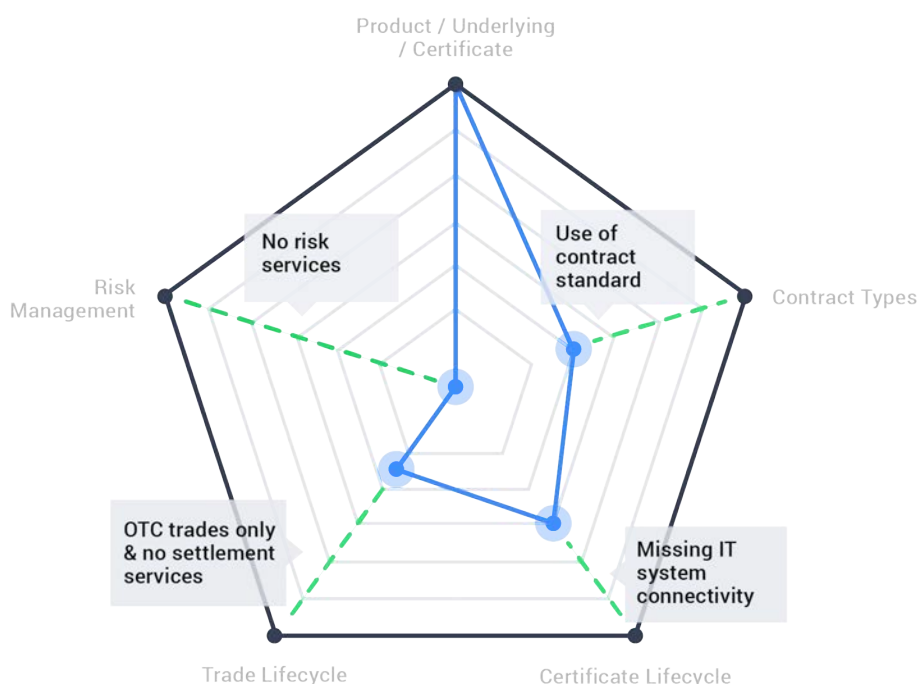 Product / Underlying
/ Certificate
No risk
services
Use of
contract
standard
Risk
Management
Contract Types
OTC trades only
& no settlement
services
Missing IT
system
connectivity
Trade Lifecycle
Certificate Lifecycle